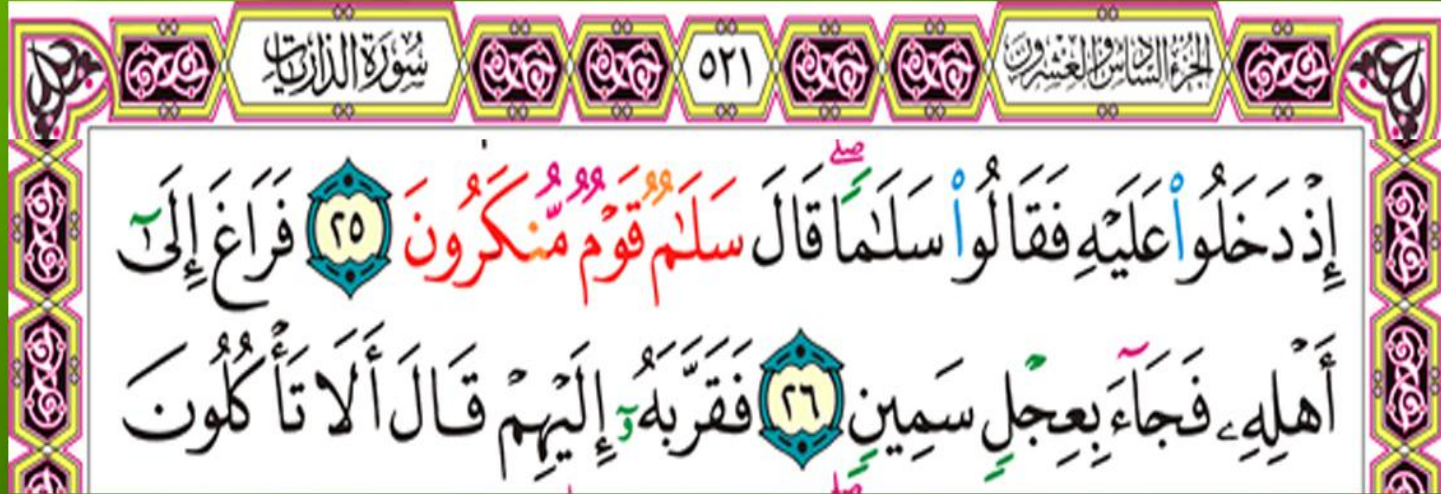 الجزء السادس والعشرون ٥٢١ سورة الذاريات
إِذْ دَخَلُوا۟ عَلَيْهِ فَقَالُوا۟ سَلَـٰمًا ۖ قَالَ سَلَـٰمٌ قَوْمٌ مُّنكَرُونَ ٢٥ فَرَاغَ إِلَىٰٓ
أَهْلِهِۦ فَجَآءَ بِعِجْلٍ سَمِينٍ ٢٦ فَقَرَّبَهُۥٓ إِلَيْهِمْ قَالَ أَلَا تَأْكُلُونَ